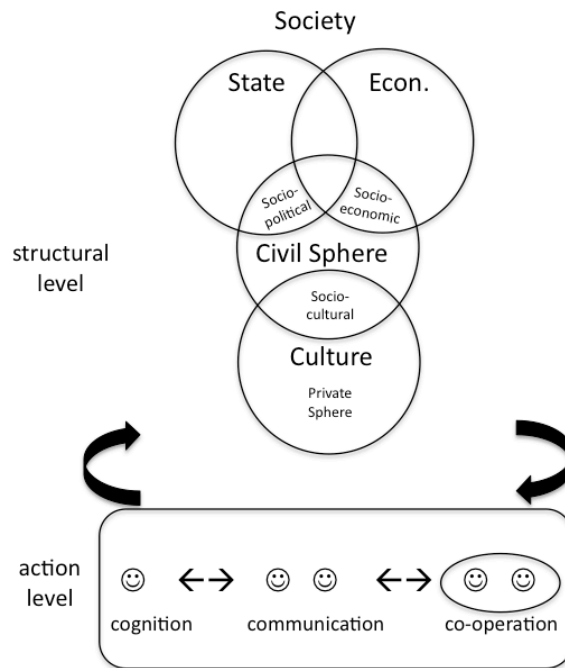 Society
State
Econ.
Socio-
political
Socio-
economic
structural
level
Civil Sphere
Socio-
cultural
Culture
Private
Sphere
action
level
cognition
communication
co-operation